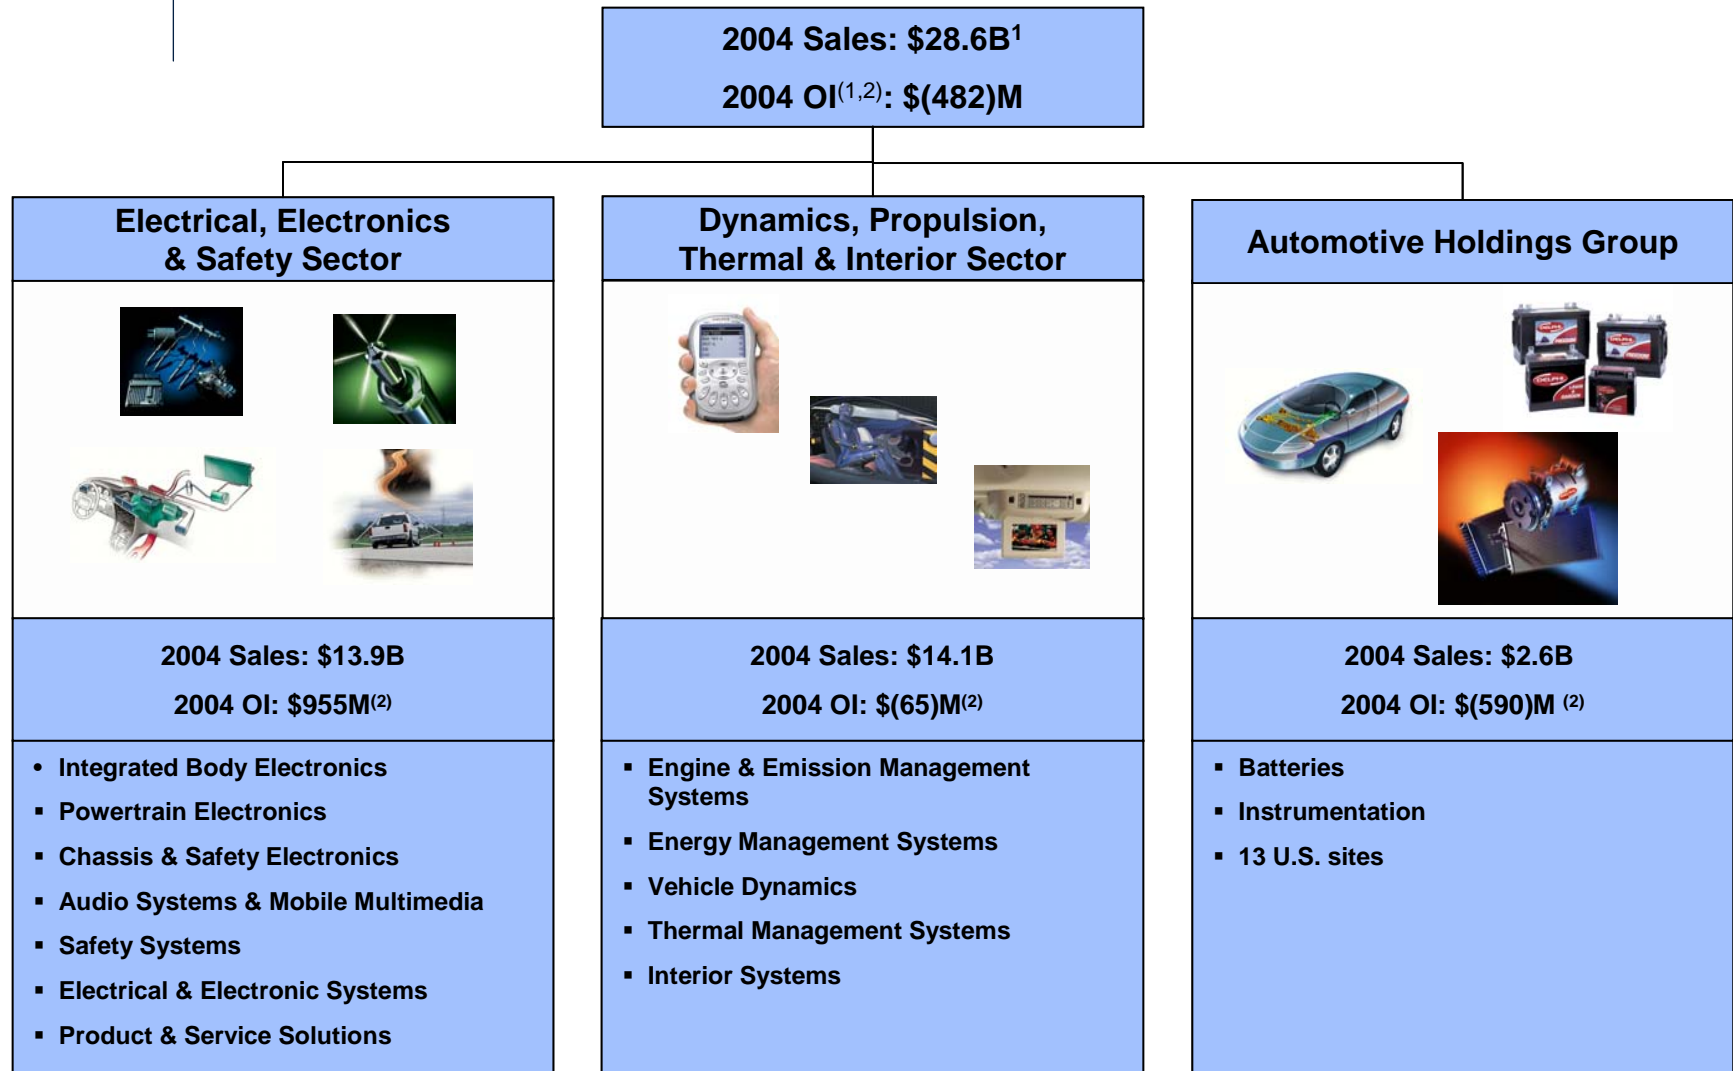 2004 Sales: $28.6B1
2004 OI(1,2): $(482)M
Electrical, Electronics
& Safety Sector
2004 Sales: $13.9B
2004 OI: $955M(2)
• Integrated Body Electronics
▪ Powertrain Electronics
▪ Chassis & Safety Electronics
▪ Audio Systems & Mobile Multimedia
▪ Safety Systems
▪ Electrical & Electronic Systems
▪ Product & Service Solutions
Dynamics, Propulsion,
Thermal & Interior Sector
2004 Sales: $14.1B
2004 OI: $(65)M(2)
▪ Engine & Emission Management
Systems
▪ Energy Management Systems
▪ Vehicle Dynamics
▪ Thermal Management Systems
▪ Interior Systems
Automotive Holdings Group
DELPHI
DELPHI
DELPHI
2004 Sales: $2.6B
2004 OI: $(590)M (2)
▪ Batteries
▪ Instrumentation
▪ 13 U.S. sites